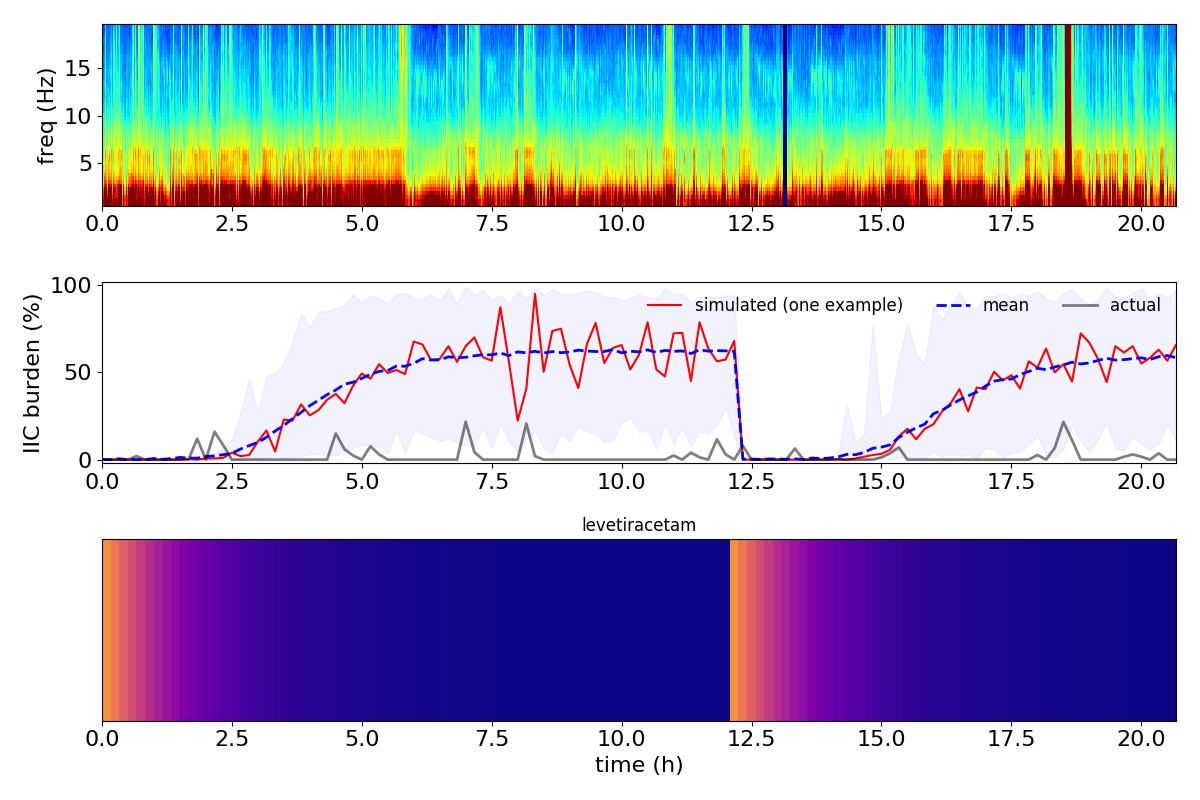 freq (Hz)
15
10
5
0.0 2.5 5.0 7.5 10.0 12.5 15.0 17.5 20.0
IIC burden (%)
100
50
0
simulated (one example) mean actual
0.0 2.5 5.0 7.5 10.0 12.5 15.0 17.5 20.0
levetiracetam
0.0 2.5 5.0 7.5 10.0 12.5 15.0 17.5 20.0
time (h)